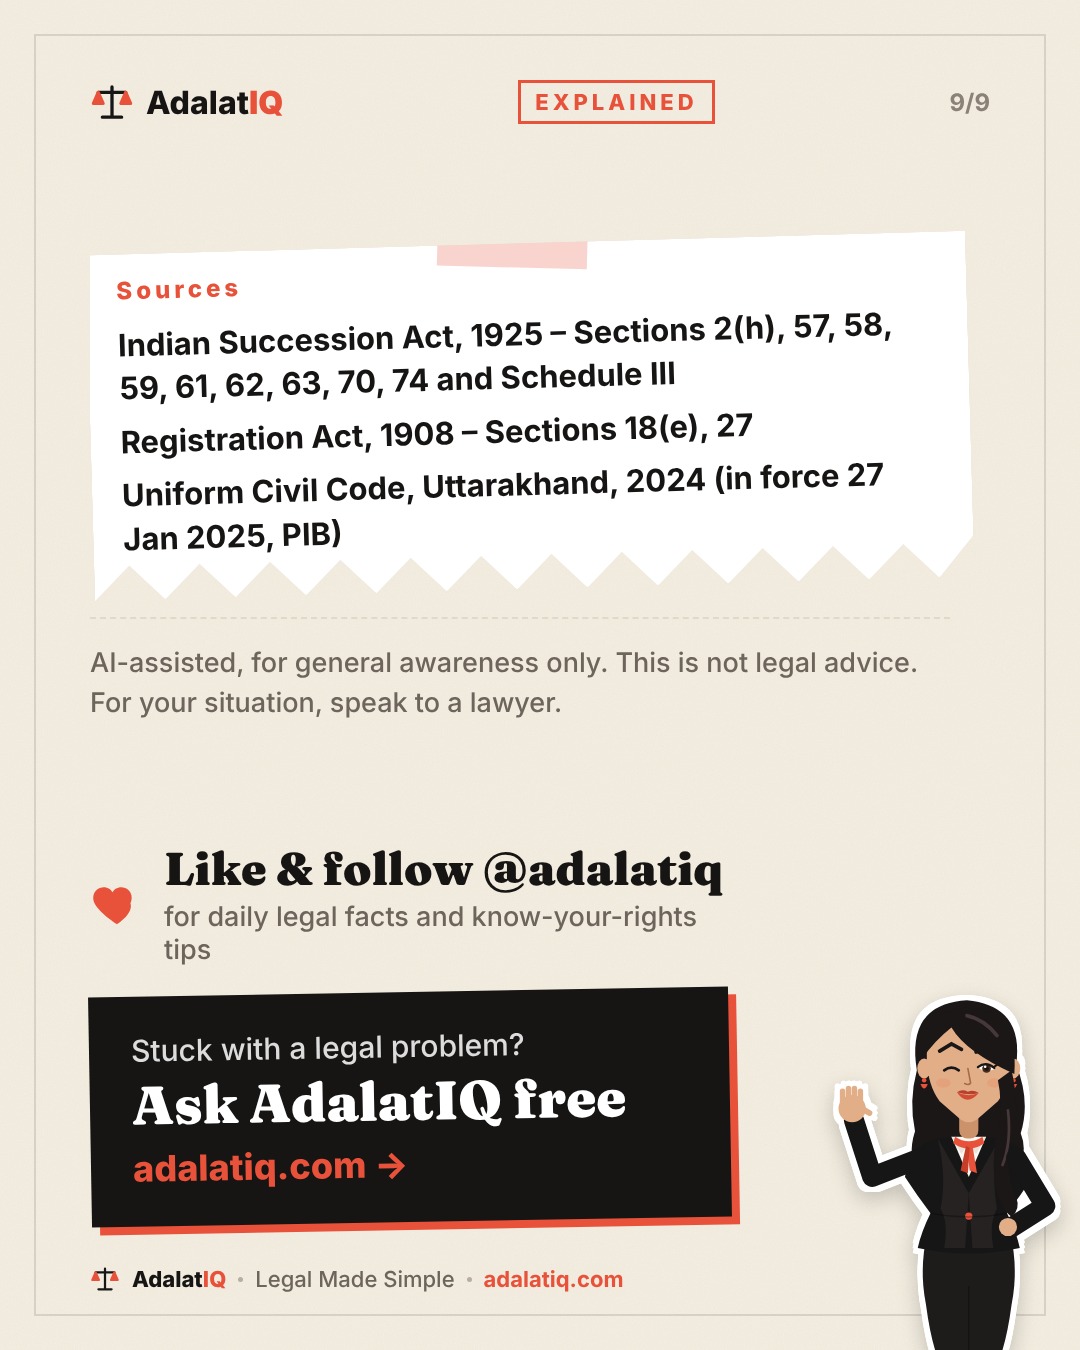 AdalatIQ
EXPLAINED
9/9
Sources
Indian Succession Act, 1925 – Sections 2(h), 57, 58,
59, 61, 62, 63, 70, 74 and Schedule III
Registration Act, 1908 – Sections 18(e), 27
Uniform Civil Code, Uttarakhand, 2024 (in force 27
Jan 2025, PIB)
AI-assisted, for general awareness only. This is not legal advice.
For your situation, speak to a lawyer.
Like & follow @adalatiq
for daily legal facts and know-your-rights
tips
Stuck with a legal problem?
Ask AdalatIQ free
adalatiq.com →
AdalatIQ • Legal Made Simple • adalatiq.com